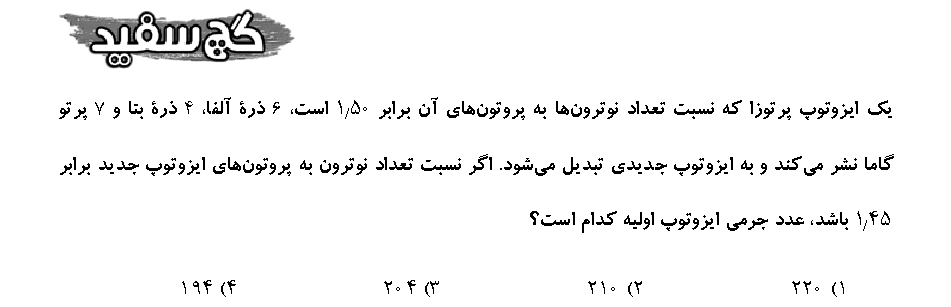 گچ سفید
یک ایزوتوپ پرتوزا که نسبت تعداد نوترون‌ها به پروتون‌های آن برابر ۱٫۵۰ است، ۶ ذرۀ آلفا، ۴ ذرۀ بتا و ۷ پرتو
گاما نشر می‌کند و به ایزوتوپ جدیدی تبدیل می‌شود. اگر نسبت تعداد نوترون به پروتون‌های ایزوتوپ جدید برابر
۱٫۴۵ باشد، عدد جرمی ایزوتوپ اولیه کدام است؟
۱) ۲۲۰ ۲) ۲۱۰ ۳) ۲۰۴ ۴) ۱۹۴